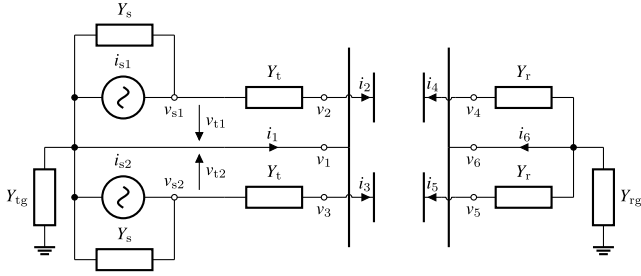 Ys
is1
Yt
i2
i4
Yr
vs1
v2
v4
vt1
i1
i6
is2
vt2
v1
v6
vs2
Yt
i3
i5
Yr
Ytg
v3
v5
Yrg
Ys